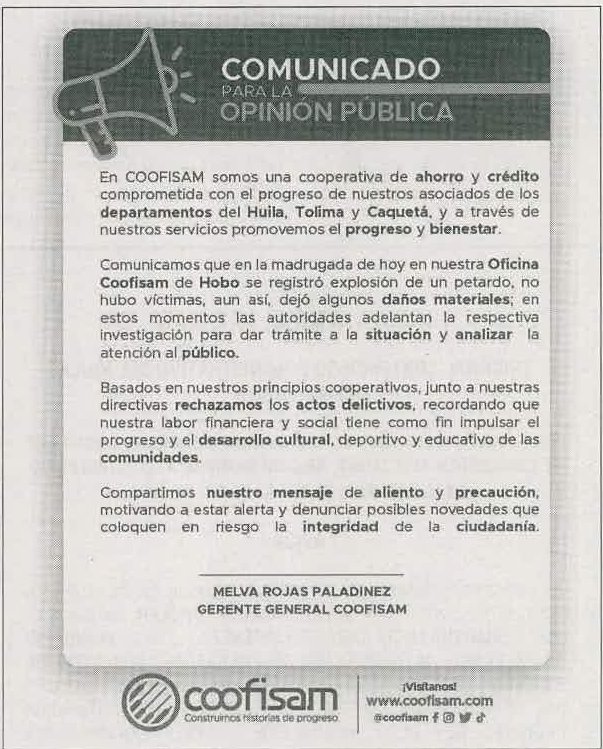 COMUNICADO
PARA LA
OPINIÓN PÚBLICA
En COOFISAM somos una cooperativa de ahorro y crédito
comprometida con el progreso de nuestros asociados de los
departamentos del Huila, Tolima y Caquetá, y a través de
nuestros servicios promovemos el progreso y bienestar.
Comunicamos que en la madrugada de hoy en nuestra Oficina
Coofisam de Hobo se registró explosión de un petardo, no
hubo víctimas, aun así, dejó algunos daños materiales; en
estos momentos las autoridades adelantan la respectiva
investigación para dar trámite a la situación y analizar la
atención al público.
Basados en nuestros principios cooperativos, junto a nuestras
directivas rechazamos los actos delictivos, recordando que
nuestra labor financiera y social tiene como fin impulsar el
progreso y el desarrollo cultural, deportivo y educativo de las
comunidades.
Compartimos nuestro mensaje de aliento y precaución,
motivando a estar alerta y denunciar posibles novedades que
coloquen en riesgo la integridad de la ciudadanía.
MELVA ROJAS PALADINEZ
GERENTE GENERAL COOFISAM
coofisam
Construimos historias de progreso
¡Visítanos!
www.coofisam.com
@coofisam